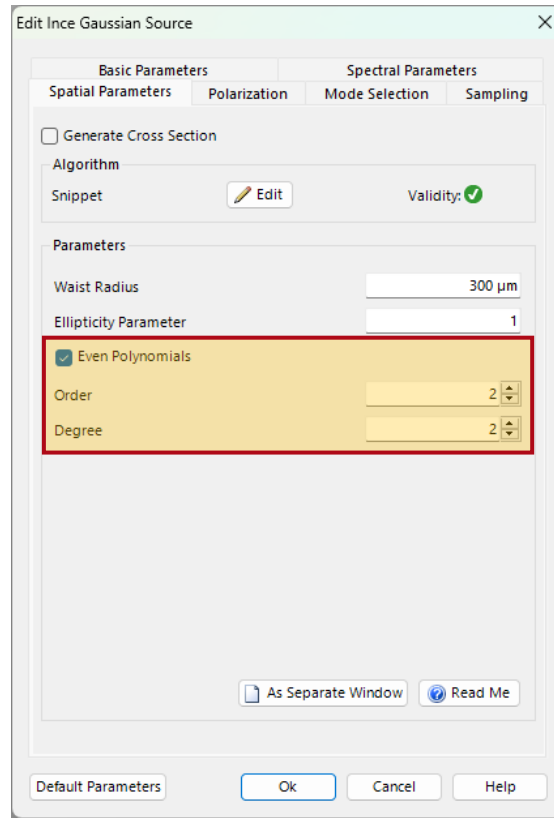 Edit Ince Gaussian Source
Basic Parameters Spectral Parameters
Spatial Parameters Polarization Mode Selection Sampling
Generate Cross Section
Algorithm
Snippet Edit Validity:
Parameters
Waist Radius 300 µm
Ellipticity Parameter 1
Even Polynomials
Order 2
Degree 2
As Separate Window Read Me
Default Parameters Ok Cancel Help